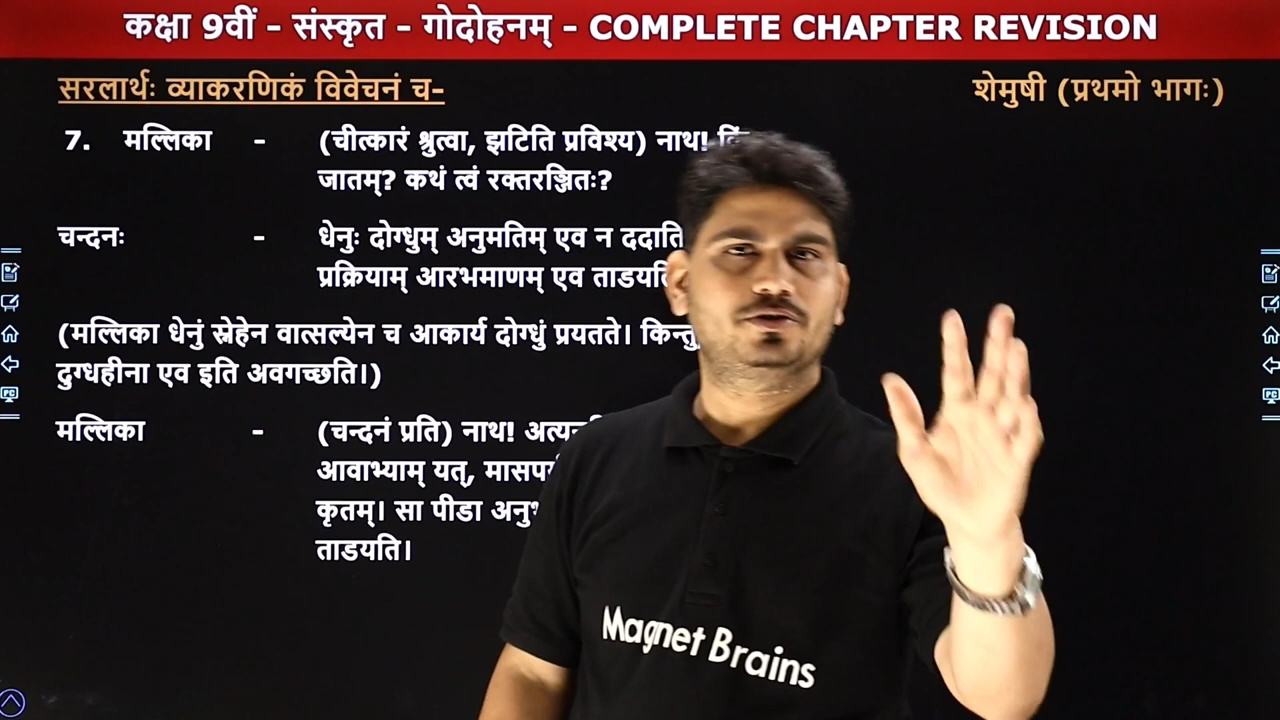 कक्षा 9वीं – संस्कृत – गोदोहनम् – COMPLETE CHAPTER REVISION
सरलार्थः व्याकरणिकं विवेचनं च-
शेमुषी (प्रथमो भागः)
7. मल्लिका - (चीत्कारं श्रुत्वा, झटिति प्रविश्य) नाथ!
जातम्? कथं त्वं रक्तरञ्जितः?
चन्दनः - धेनुः दोग्धुम् अनुमतिम् एव न ददाति
प्रक्रियाम् आरभमाणम् एव ताडयति
(मल्लिका धेनुं स्नेहेन वात्सल्येन च आकार्य दोग्धुं प्रयतते। किन्तु
दुग्धहीना एव इति अवगच्छति।)
मल्लिका - (चन्दनं प्रति) नाथ!
आवाभ्याम् यत्,
कृतम्। सा पीडा
ताडयति।
PC
PC
Magnet Brains